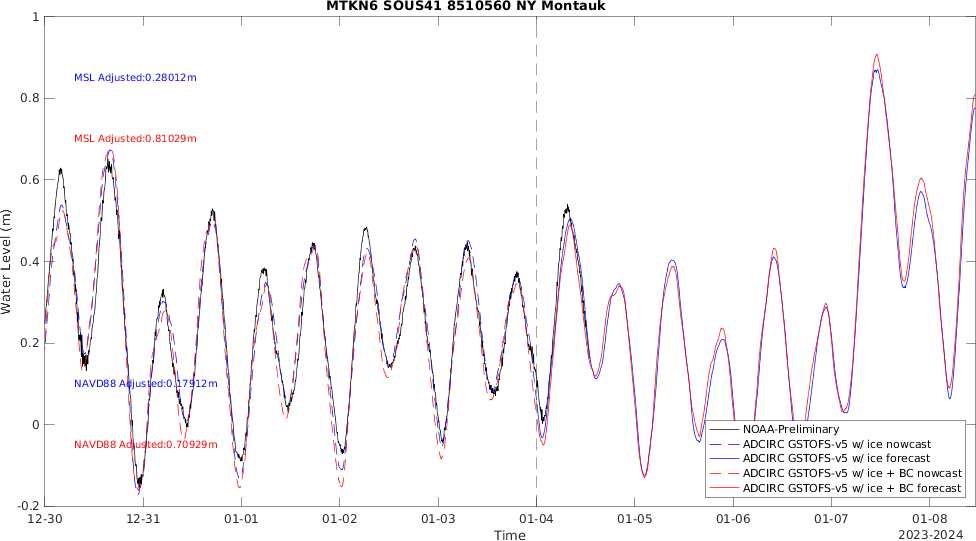 MTKN6 SOUS41 8510560 NY Montauk
1
0.8
0.6
0.4
0.2
0
-0.2
Water Level (m)
MSL Adjusted:0.28012m
MSL Adjusted:0.81029m
NAVD88 Adjusted:0.17912m
NAVD88 Adjusted:0.70929m
NOAA-Preliminary
ADCIRC GSTOFS-v5 w/ ice nowcast
ADCIRC GSTOFS-v5 w/ ice forecast
ADCIRC GSTOFS-v5 w/ ice + BC nowcast
ADCIRC GSTOFS-v5 w/ ice + BC forecast
12-30 12-31 01-01 01-02 01-03 01-04 01-05 01-06 01-07 01-08
Time
2023-2024